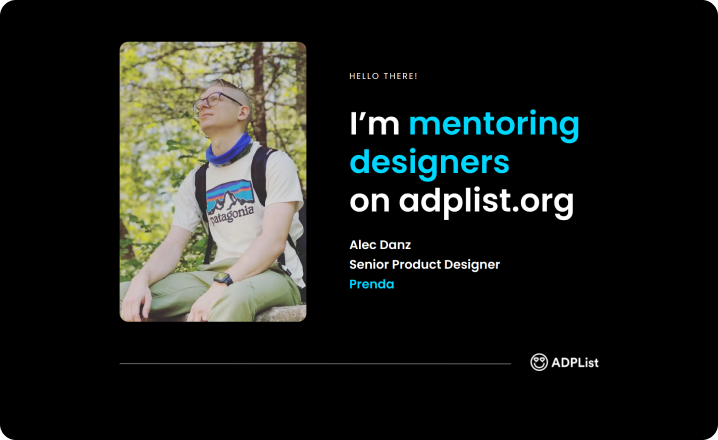 HELLO THERE!
I'm mentoring
designers
on adplist.org
Alec Danz
Senior Product Designer
Prenda
patagonia
ADPList